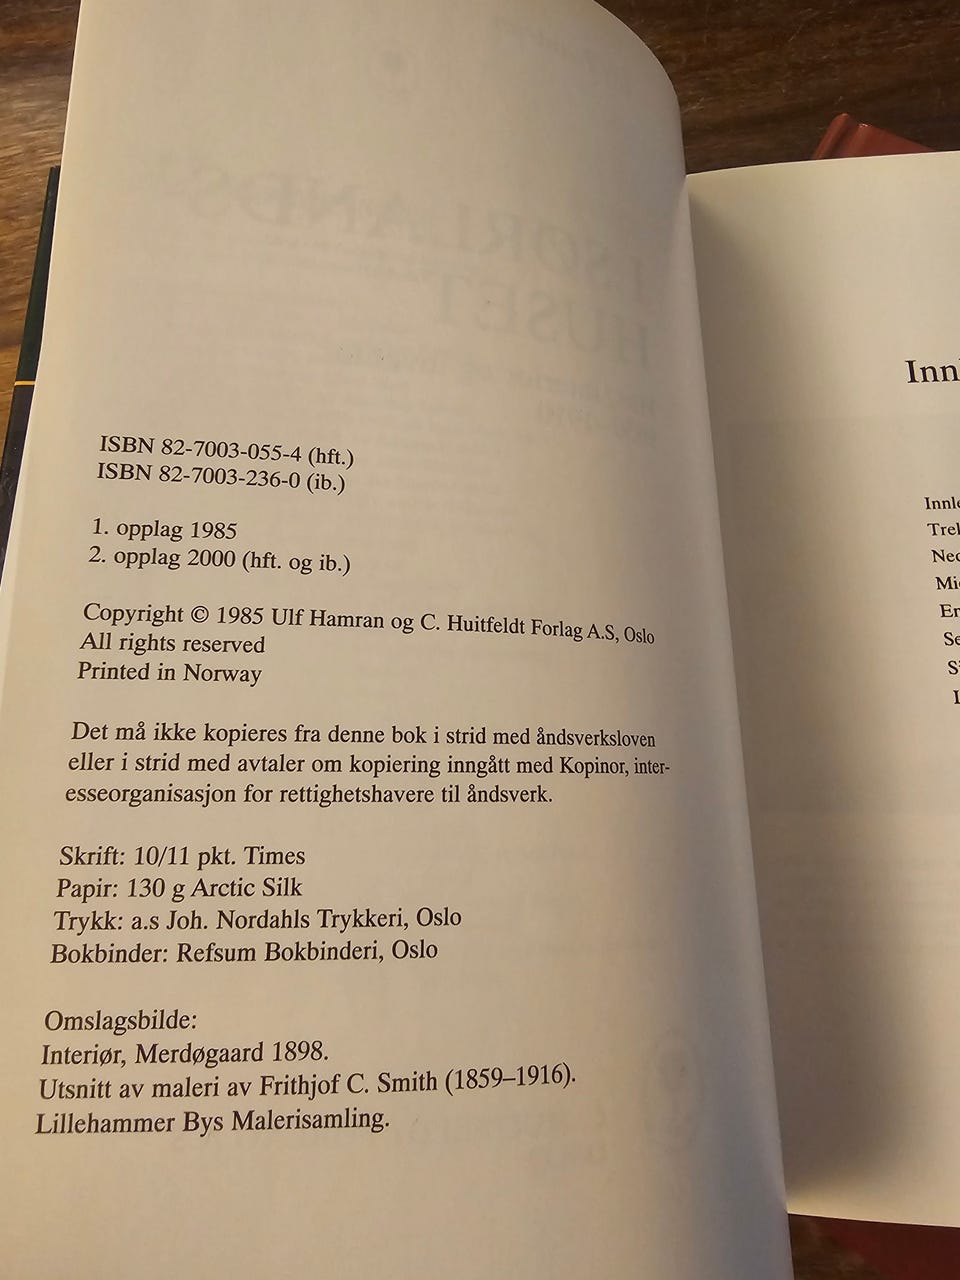 ISBN 82-7003-055-4 (hft.)
ISBN 82-7003-236-0 (ib.)
1. opplag 1985
2. opplag 2000 (hft. og ib.)
Copyright © 1985 Ulf Hamran og C. Huitfeldt Forlag A.S, Oslo
All rights reserved
Printed in Norway
Det må ikke kopieres fra denne bok i strid med åndsverksloven
eller i strid med avtaler om kopiering inngått med Kopinor, inter-
esseorganisasjon for rettighetshavere til åndsverk.
Skrift: 10/11 pkt. Times
Papir: 130 g Arctic Silk
Trykk: a.s Joh. Nordahls Trykkeri, Oslo
Bokbinder: Refsum Bokbinderi, Oslo
Omslagsbilde:
Interiør, Merdøgaard 1898.
Utsnitt av maleri av Frithjof C. Smith (1859–1916).
Lillehammer Bys Malerisamling.